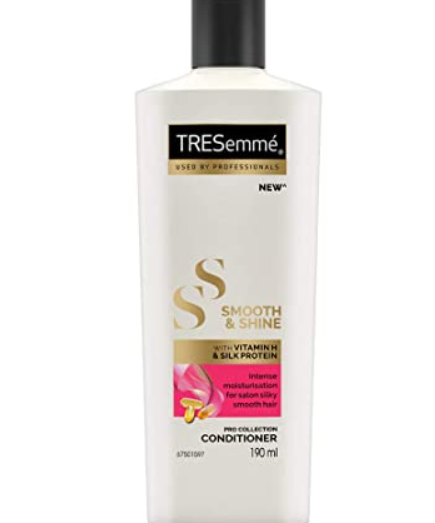 TRESemmé®
USED BY PROFESSIONALS
NEW^
SS
SMOOTH
& SHINE
WITH VITAMIN H
& SILK PROTEIN
Intense
moisturisation
for salon silky
smooth hair
PRO COLLECTION
CONDITIONER
67501697
190 ml